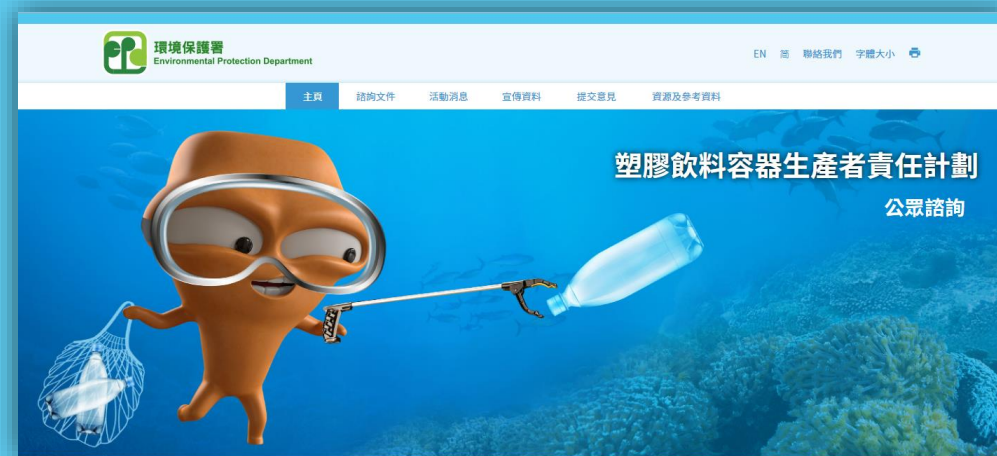 環境保護署
Environmental Protection Department
EN 简 聯絡我們 字體大小
主頁 諮詢文件 活動消息 宣傳資料 提交意見 資源及參考資料
塑膠飲料容器生產者責任計劃
公眾諮詢